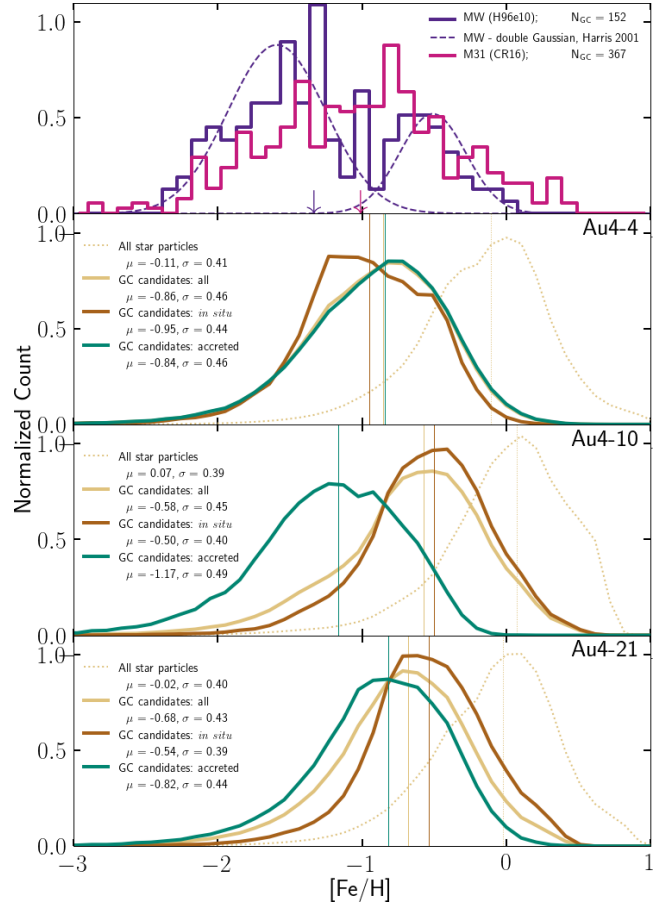 1.0
0.5
0.0
MW (H96e10); N_GC = 152
MW - double Gaussian, Harris 2001
M31 (CR16); N_GC = 367
Au4-4
1.0
0.5
0.0
All star particles
μ = -0.11, σ = 0.41
GC candidates: all
μ = -0.86, σ = 0.46
GC candidates: in situ
μ = -0.95, σ = 0.44
GC candidates: accreted
μ = -0.84, σ = 0.46
Normalized Count
Au4-10
1.0
0.5
0.0
All star particles
μ = 0.07, σ = 0.39
GC candidates: all
μ = -0.58, σ = 0.45
GC candidates: in situ
μ = -0.50, σ = 0.40
GC candidates: accreted
μ = -1.17, σ = 0.49
Au4-21
1.0
0.5
0.0
All star particles
μ = -0.02, σ = 0.40
GC candidates: all
μ = -0.68, σ = 0.43
GC candidates: in situ
μ = -0.54, σ = 0.39
GC candidates: accreted
μ = -0.82, σ = 0.44
−3 −2 −1 0 1
[Fe/H]